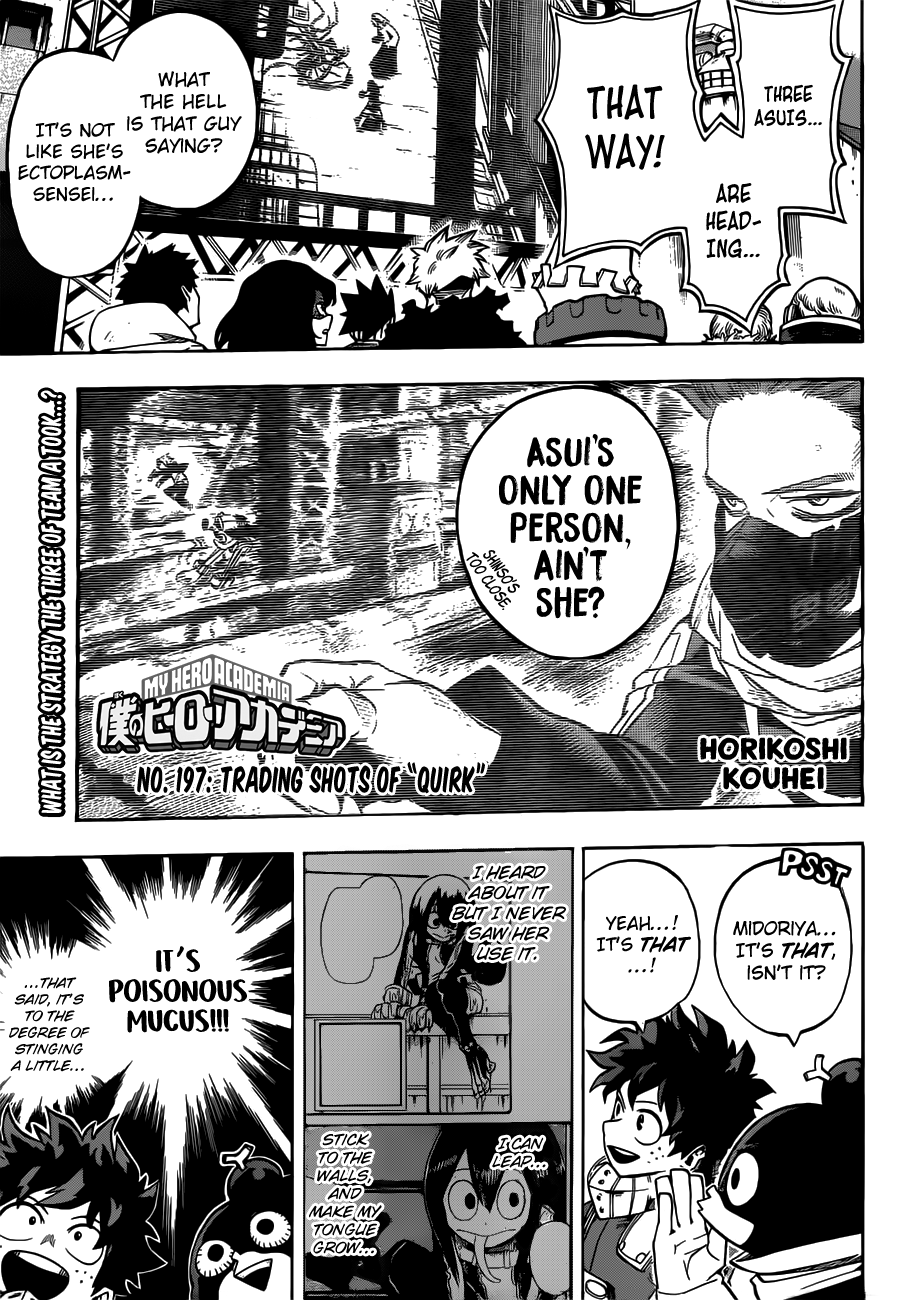 THREE
ASUIS...
ARE
HEAD-
ING...
THAT
WAY!
WHAT
THE HELL
IS THAT GUY
SAYING?
IT'S NOT
LIKE SHE'S
ECTOPLASM-
SENSEI...
WHAT IS THE STRATEGY THE THREE OF TEAM A TOOK...?
ASUI'S
ONLY ONE
PERSON,
AIN'T
SHE?
SHINSO'S
TOO CLOSE.
MY HERO ACADEMIA
僕のヒーローアカデミア
NO. 197: TRADING SHOTS OF "QUIRK"
HORIKOSHI
KOUHEI
PSST
MIDORIYA...
IT'S THAT,
ISN'T IT?
YEAH...!
IT'S THAT
...!
I HEARD
ABOUT IT
BUT I NEVER
SAW HER
USE IT.
I CAN
LEAP...
STICK
TO THE
WALLS,
AND
MAKE MY
TONGUE
GROW...
IT'S
POISONOUS
MUCUS!!!
...THAT
SAID, IT'S
TO THE
DEGREE OF
STINGING
A LITTLE...